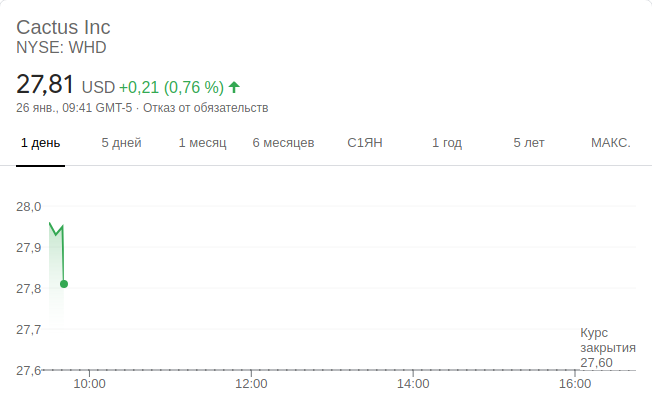 Cactus Inc
NYSE: WHD
27,81 USD +0,21 (0,76 %)
26 янв., 09:41 GMT-5 · Отказ от обязательств
1 день 5 дней 1 месяц 6 месяцев С1ЯН 1 год 5 лет МАКС.
28,0
27,9
27,8
27,7
27,6
Курс
закрытия
27,60
10:00 12:00 14:00 16:00